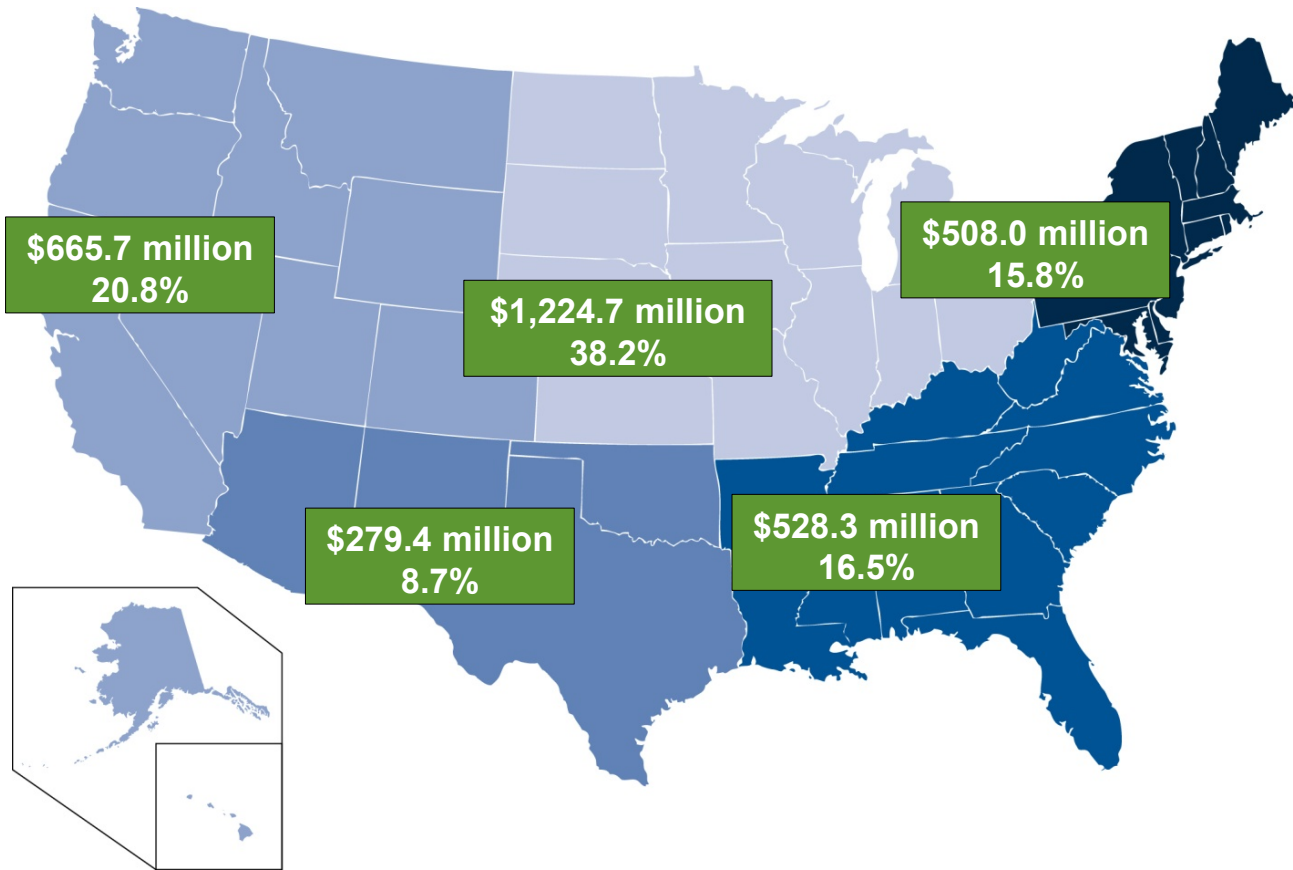 $665.7 million
20.8%
$1,224.7 million
38.2%
$508.0 million
15.8%
$279.4 million
8.7%
$528.3 million
16.5%